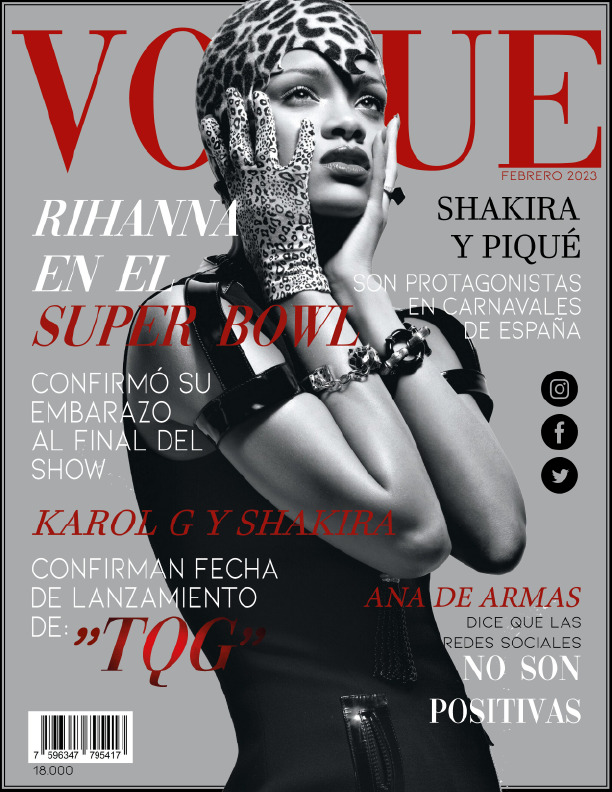 VOGUE
FEBRERO 2023
RIHANNA
EN EL
SUPER BOWL
CONFIRMÓ SU
EMBARAZO
AL FINAL DEL
SHOW
SHAKIRA
Y PIQUÉ
SON PROTAGONISTAS
EN CARNAVALES
DE ESPAÑA
KAROL G Y SHAKIRA
CONFIRMAN FECHA
DE LANZAMIENTO
DE: "TQG"
ANA DE ARMAS
DICE QUE LAS
REDES SOCIALES
NO SON
POSITIVAS
7 596347 795417
18.000